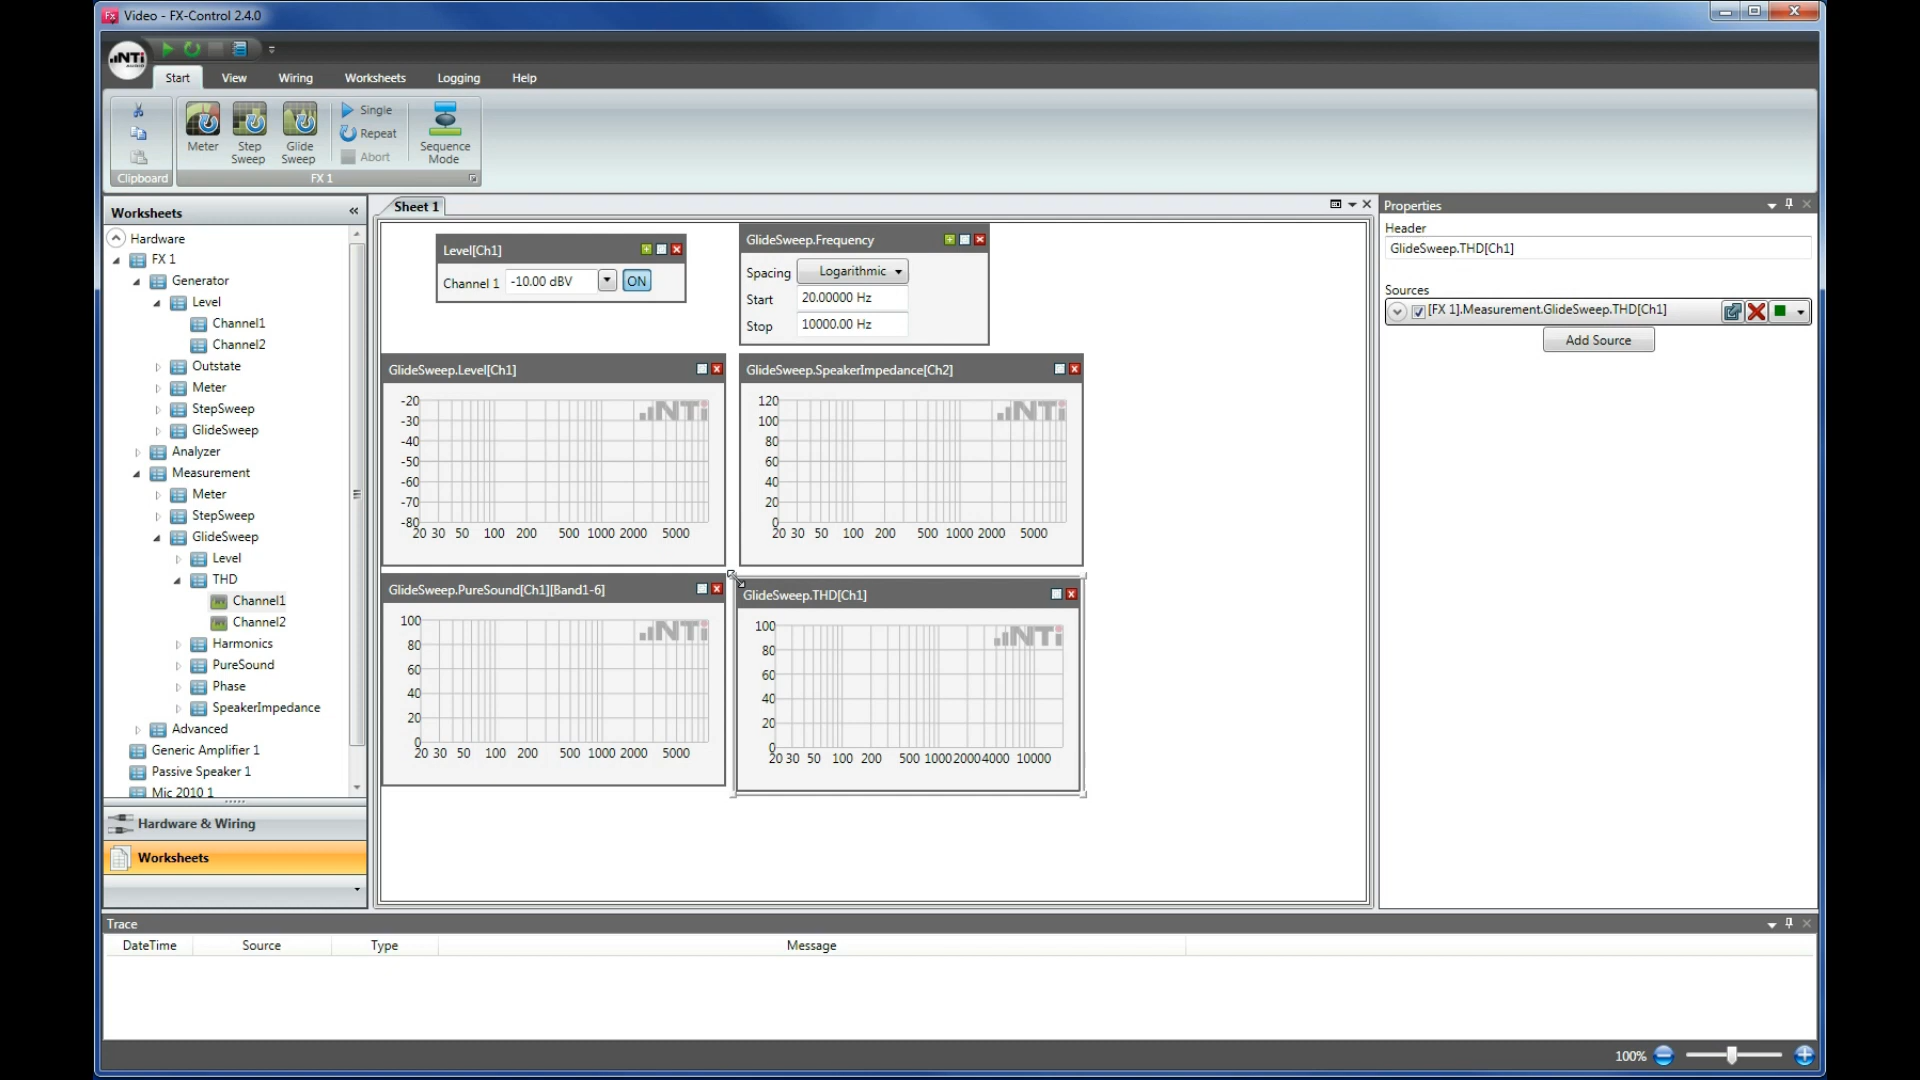 Video - FX-Control 2.4.0
NTi
AUDIO
Start View Wiring Worksheets Logging Help
Clipboard
Meter
Step Sweep
Glide Sweep
Single
Repeat
Abort
Sequence Mode
FX 1
Worksheets
Hardware
FX 1
Generator
Level
Channel1
Channel2
Outstate
Meter
StepSweep
GlideSweep
Analyzer
Measurement
Meter
StepSweep
GlideSweep
Level
THD
Channel1
Channel2
Harmonics
PureSound
Phase
SpeakerImpedance
Advanced
Generic Amplifier 1
Passive Speaker 1
Mic 2010 1
Hardware & Wiring
Worksheets
Sheet 1
Level[Ch1]
Channel 1 -10.00 dBV ON
GlideSweep.Frequency
Spacing Logarithmic
Start 20.00000 Hz
Stop 10000.00 Hz
GlideSweep.Level[Ch1]
NTi
-20
-30
-40
-50
-60
-70
-80
20 30 50 100 200 500 1000 2000 5000
GlideSweep.SpeakerImpedance[Ch2]
NTi
120
100
80
60
40
20
0
20 30 50 100 200 500 1000 2000 5000
GlideSweep.PureSound[Ch1][Band1-6]
NTi
100
80
60
40
20
0
20 30 50 100 200 500 1000 2000 5000
GlideSweep.THD[Ch1]
NTi
100
80
60
40
20
0
20 30 50 100 200 500 1000 2000 4000 10000
Properties
Header
GlideSweep.THD[Ch1]
Sources
[FX 1].Measurement.GlideSweep.THD[Ch1]
Add Source
Trace
DateTime Source Type Message
100%